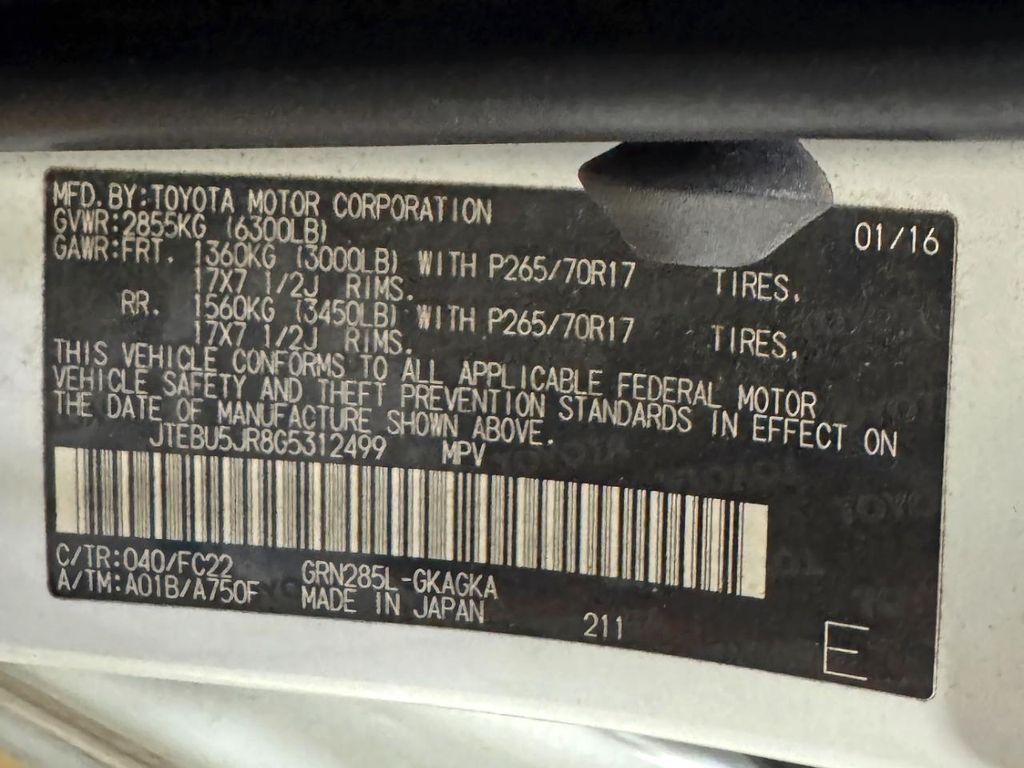 MFD.BY:TOYOTA MOTOR CORPORATION 01/16
GVWR:2855KG (6300LB)
GAWR:FRT. 1360KG (3000LB) WITH P265/70R17 TIRES,
17X7 1/2J RIMS.
RR. 1560KG (3450LB) WITH P265/70R17 TIRES,
17X7 1/2J RIMS.
THIS VEHICLE CONFORMS TO ALL APPLICABLE FEDERAL MOTOR
VEHICLE SAFETY AND THEFT PREVENTION STANDARDS IN EFFECT ON
THE DATE OF MANUFACTURE SHOWN ABOVE.
JTEBU5JR8G5312499 MPV
C/TR:040/FC22 GRN285L-GKAGKA
A/TM:A01B/A750F MADE IN JAPAN 211
E